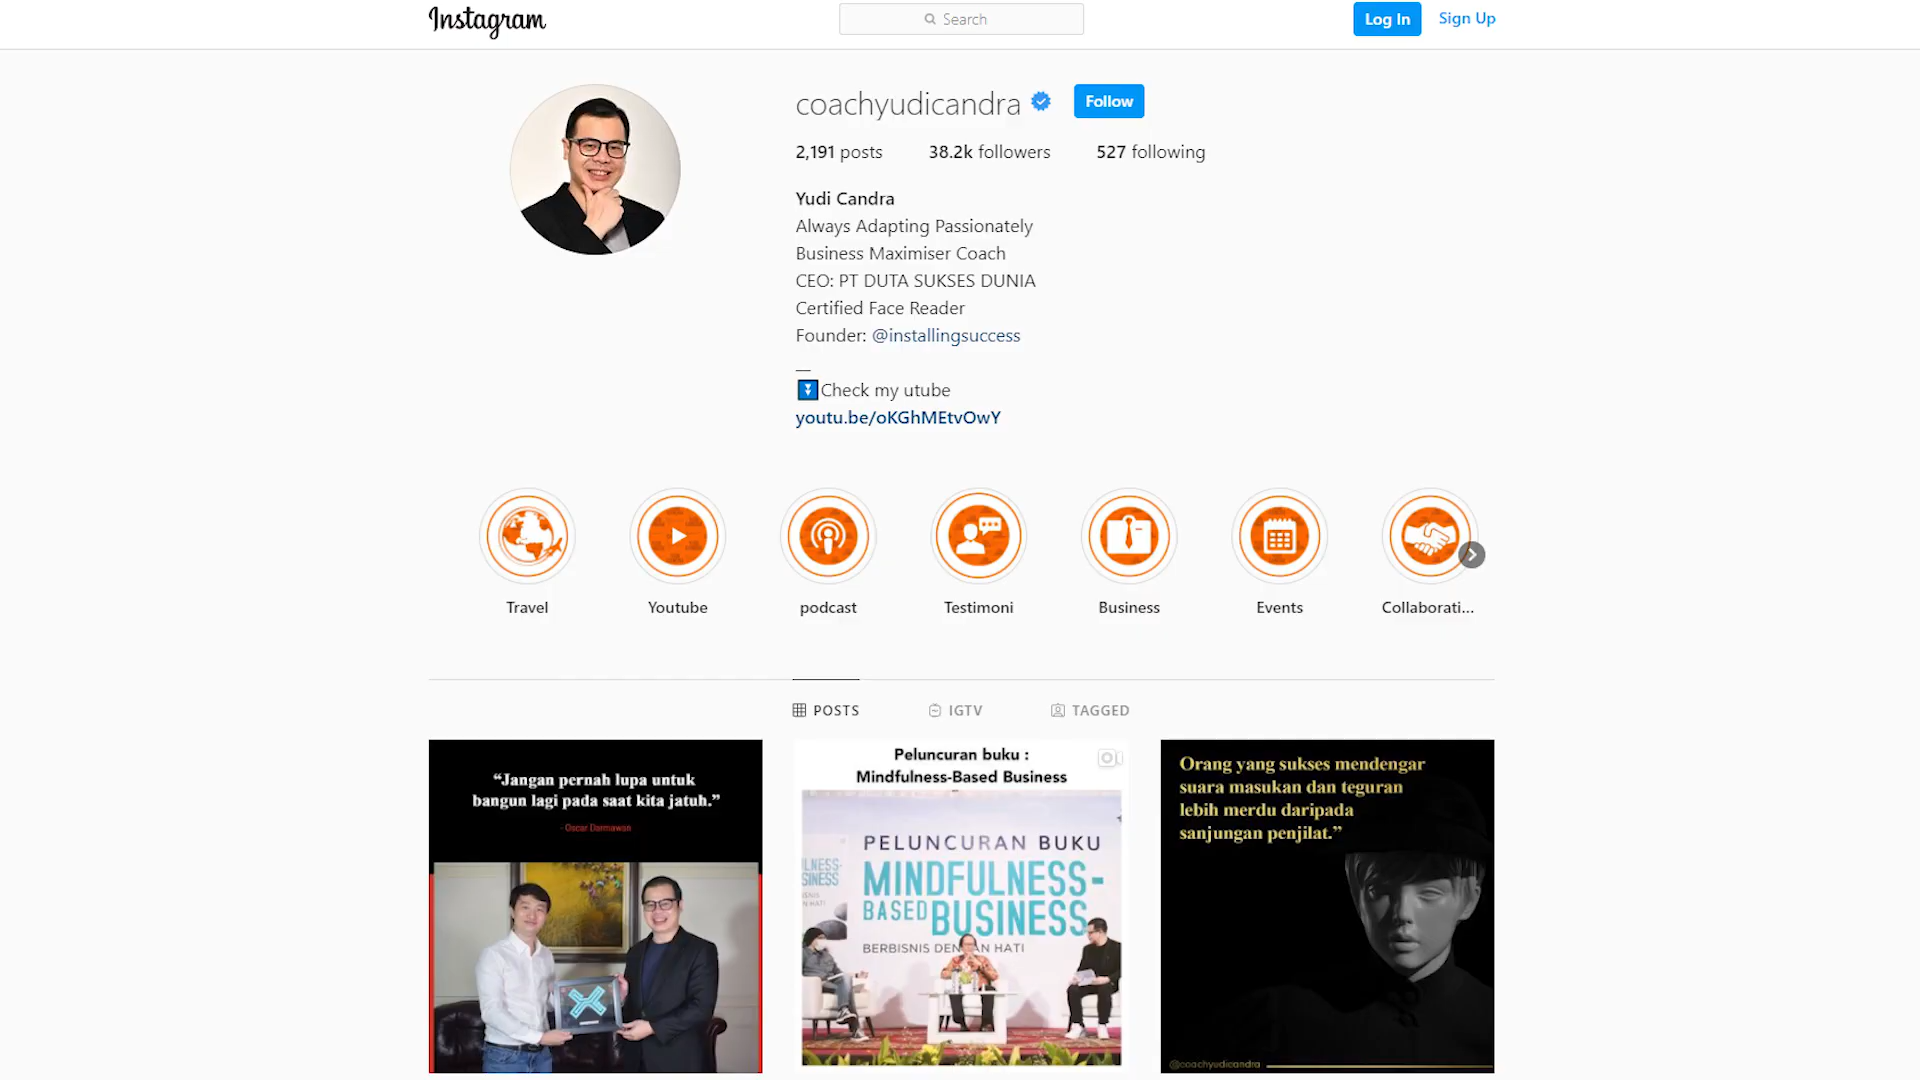 Instagram
Search
Log In
Sign Up
coachyudicandra
Follow
2,191 posts
38.2k followers
527 following
Yudi Candra
Always Adapting Passionately
Business Maximiser Coach
CEO: PT DUTA SUKSES DUNIA
Certified Face Reader
Founder: @installingsuccess
—
⏬Check my utube
youtu.be/oKGhMEtvOwY
Travel
Youtube
podcast
Testimoni
Business
Events
Collaborati...
POSTS
IGTV
TAGGED
“Jangan pernah lupa untuk
bangun lagi pada saat kita jatuh.”
- Oscar Darmawan
Peluncuran buku :
Mindfulness-Based Business
PELUNCURAN BUKU
MINDFULNESS-
BASED BUSINESS
BERBISNIS DENGAN HATI
Orang yang sukses mendengar
suara masukan dan teguran
lebih merdu daripada
sanjungan penjilat.”
@coachyudicandra